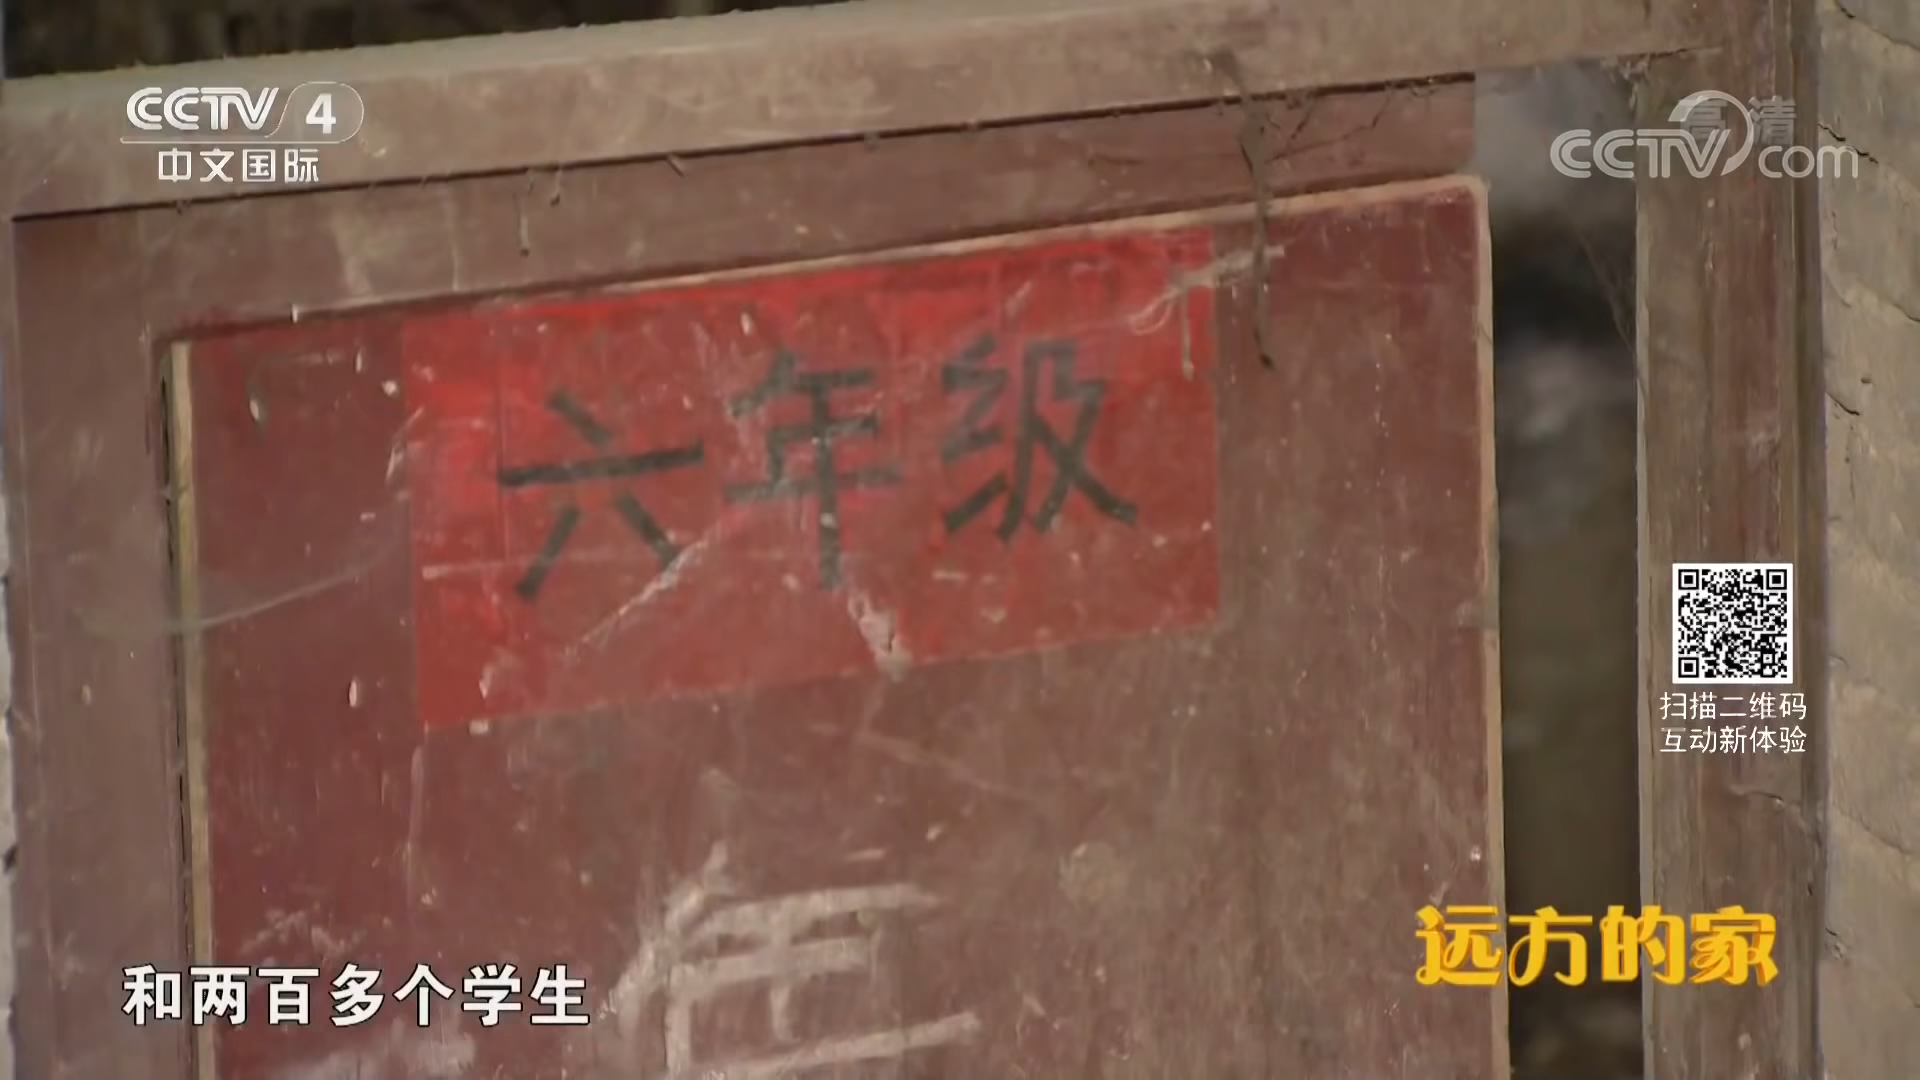 CCTV 4
中文国际
高清
CCTV.com
六年级
扫描二维码
互动新体验
远方的家
和两百多个学生